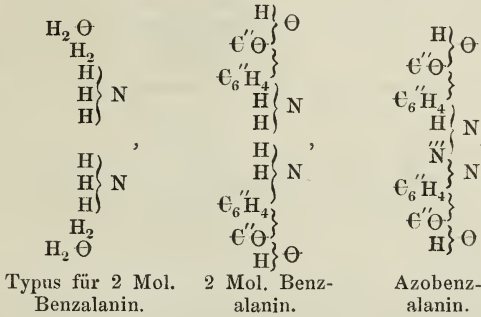 H₂ Ɵ
H₂
H
H } N
H
H
H } N
H
H₂
H₂ Ɵ
,
Typus für 2 Mol.
Benzalanin.
H } Ɵ
Є″Ɵ
Є₆″H₄
H } N
H
H
H } N
Є₆″H₄
Є″Ɵ
H } Ɵ
,
2 Mol. Benz-
alanin.
H } Ɵ
Є″Ɵ
Є₆″H₄
H } N
N‴ } N
Є₆″H₄
Є″Ɵ
H } Ɵ
Azobenz-
alanin.